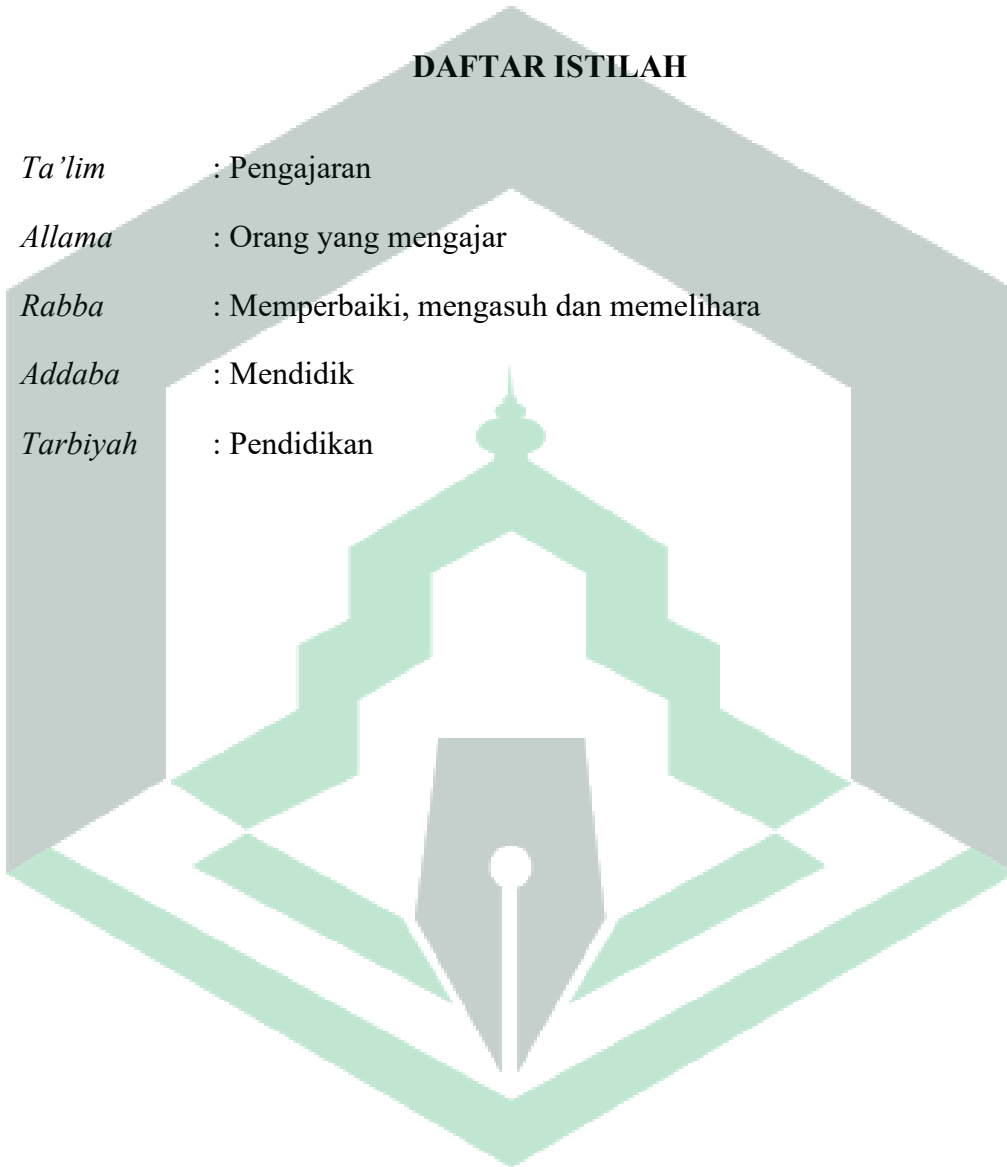 DAFTAR ISTILAH
Ta’lim : Pengajaran
Allama : Orang yang mengajar
Rabba : Memperbaiki, mengasuh dan memelihara
Addaba : Mendidik
Tarbiyah : Pendidikan